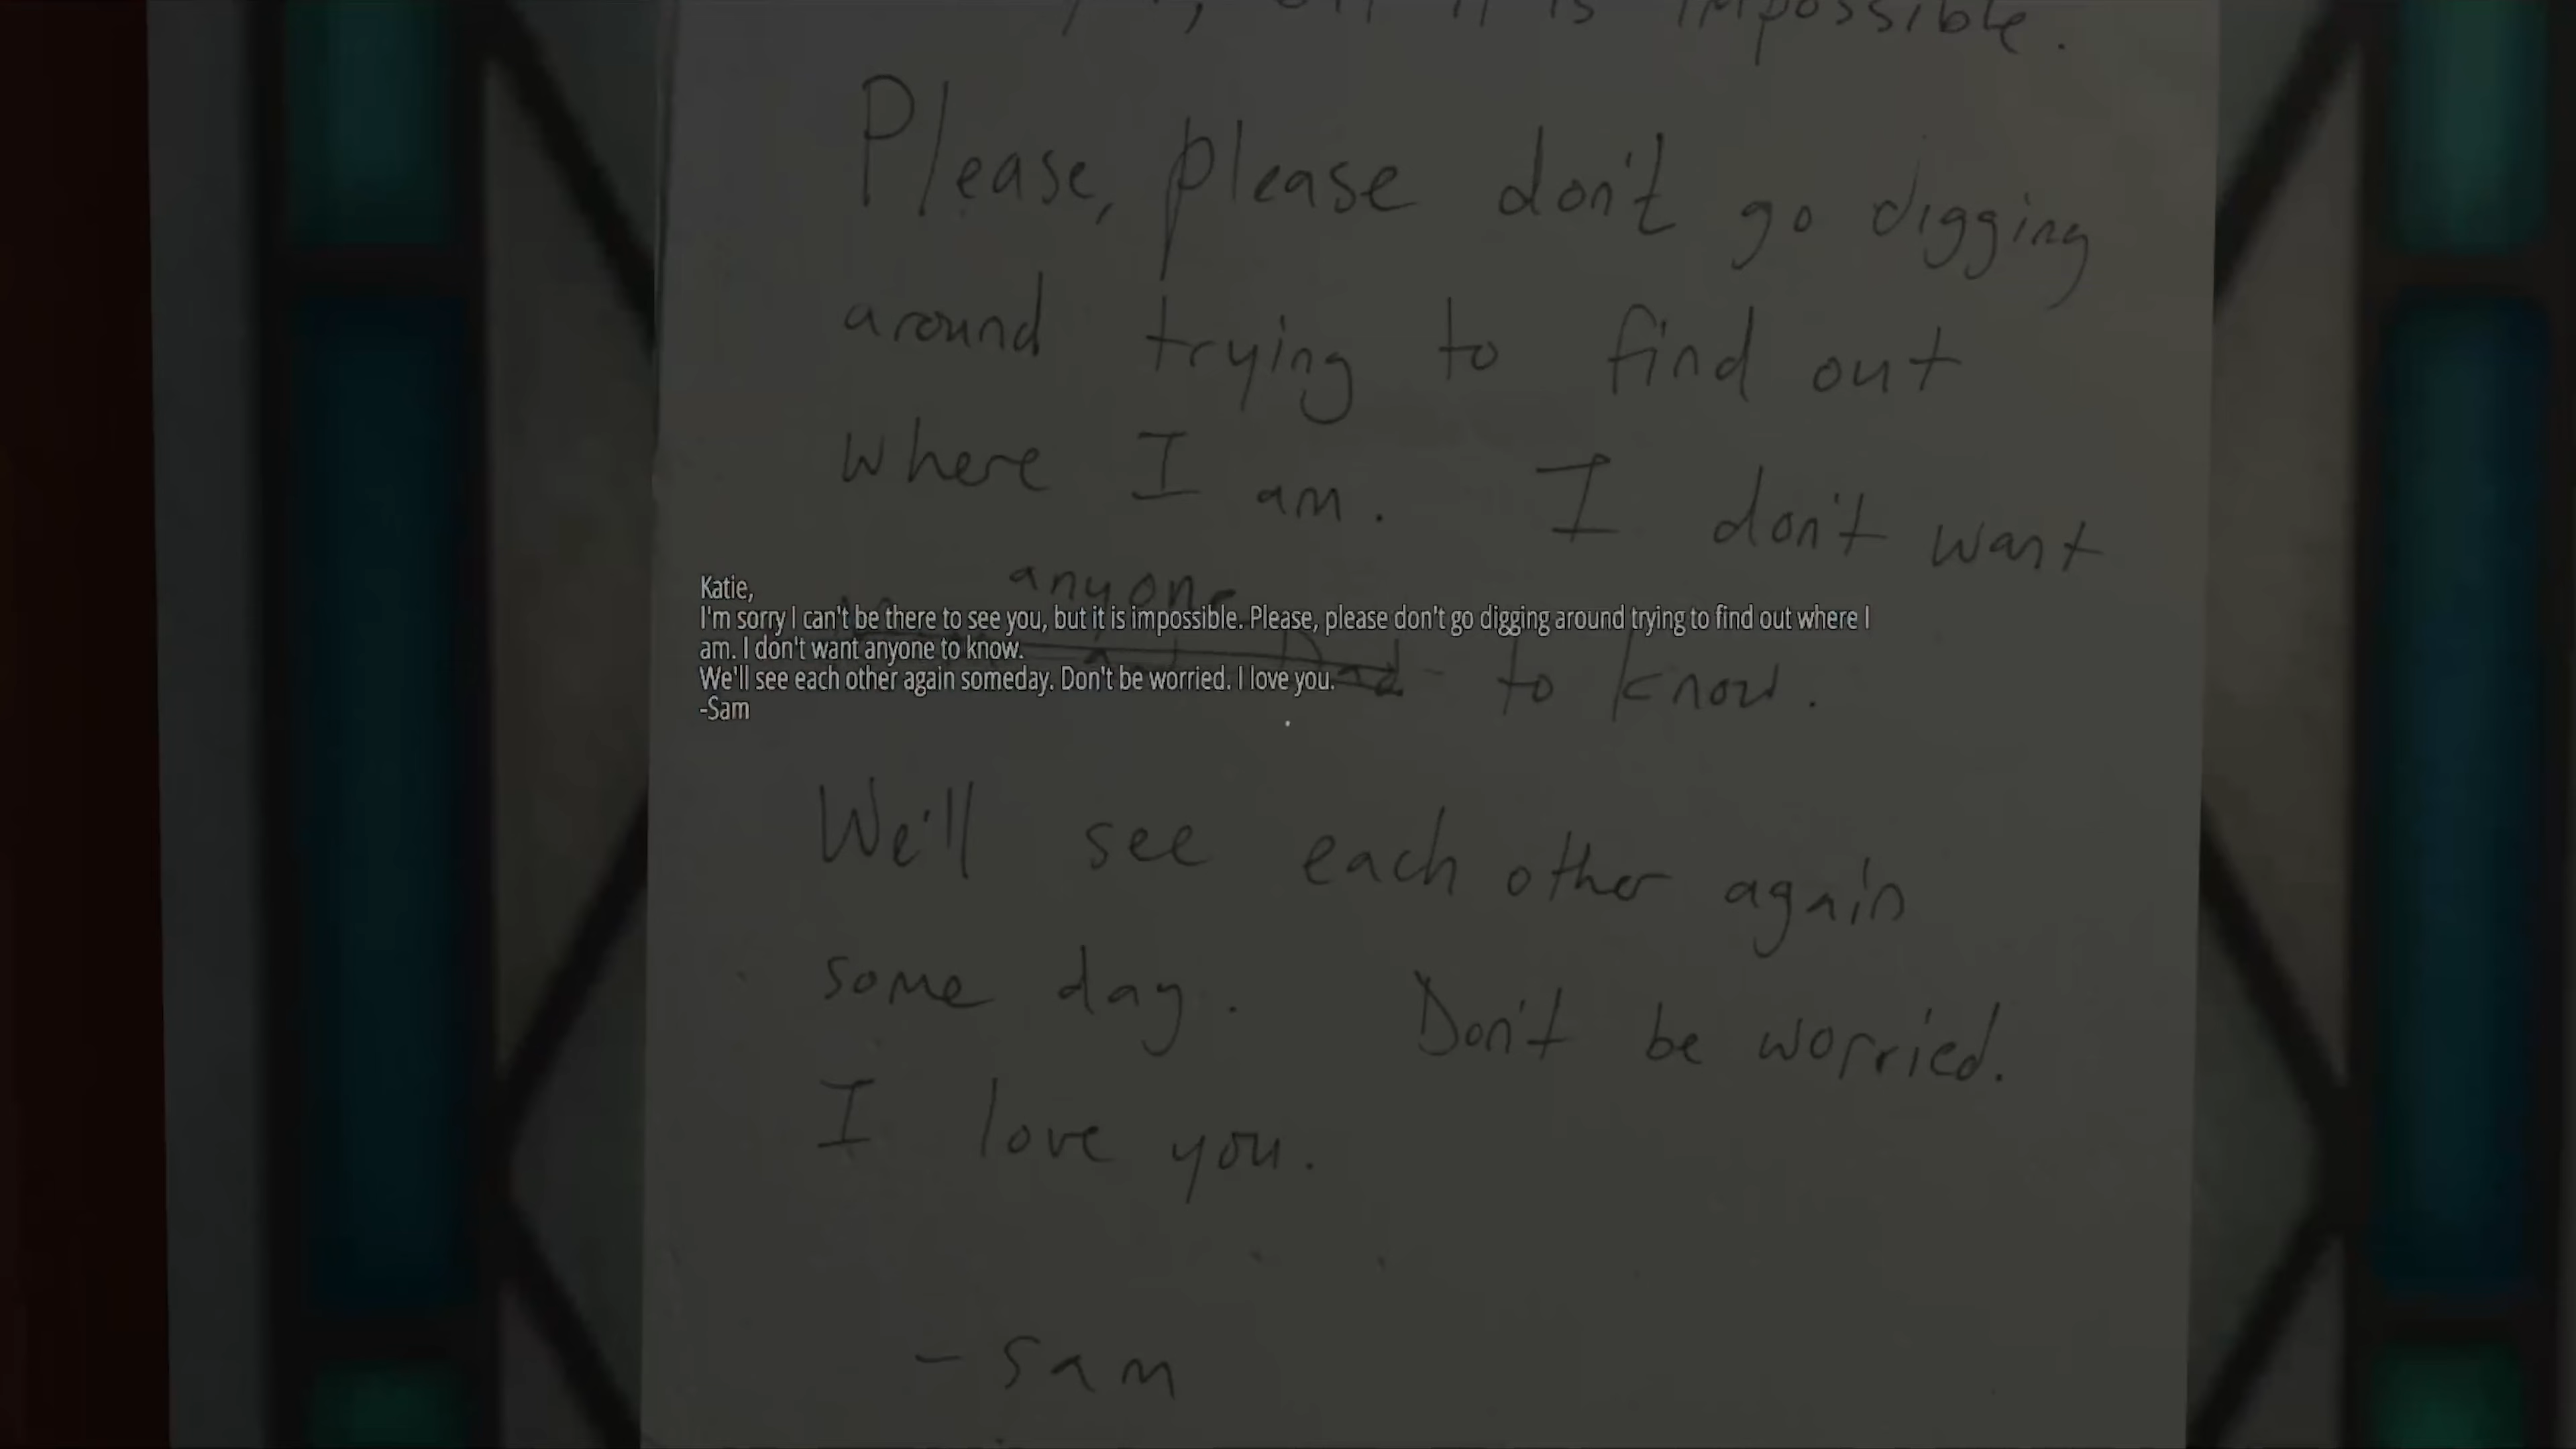 it is impossible.
Please, please don't go digging
around trying to find out
where I am. I don't want
anyone
Dad to know.
We'll see each other again
some day. Don't be worried.
I love you.
- Sam
Katie,
I'm sorry I can't be there to see you, but it is impossible. Please, please don't go digging around trying to find out where I
am. I don't want anyone to know.
We'll see each other again someday. Don't be worried. I love you.
-Sam